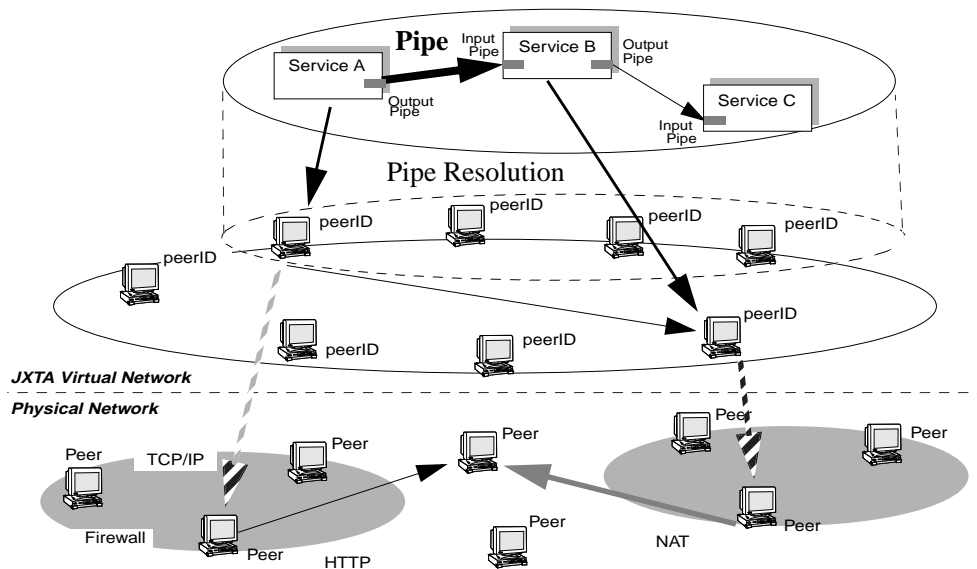 Pipe
Input
Pipe
Service B
Output
Pipe
Service A
Output
Pipe
Service C
Input
Pipe
Pipe Resolution
peerID
peerID
peerID
peerID
peerID
peerID
peerID
peerID
JXTA Virtual Network
Physical Network
Peer
Peer
Peer
Peer
Peer
TCP/IP
Firewall
Peer
HTTP
Peer
NAT
Peer